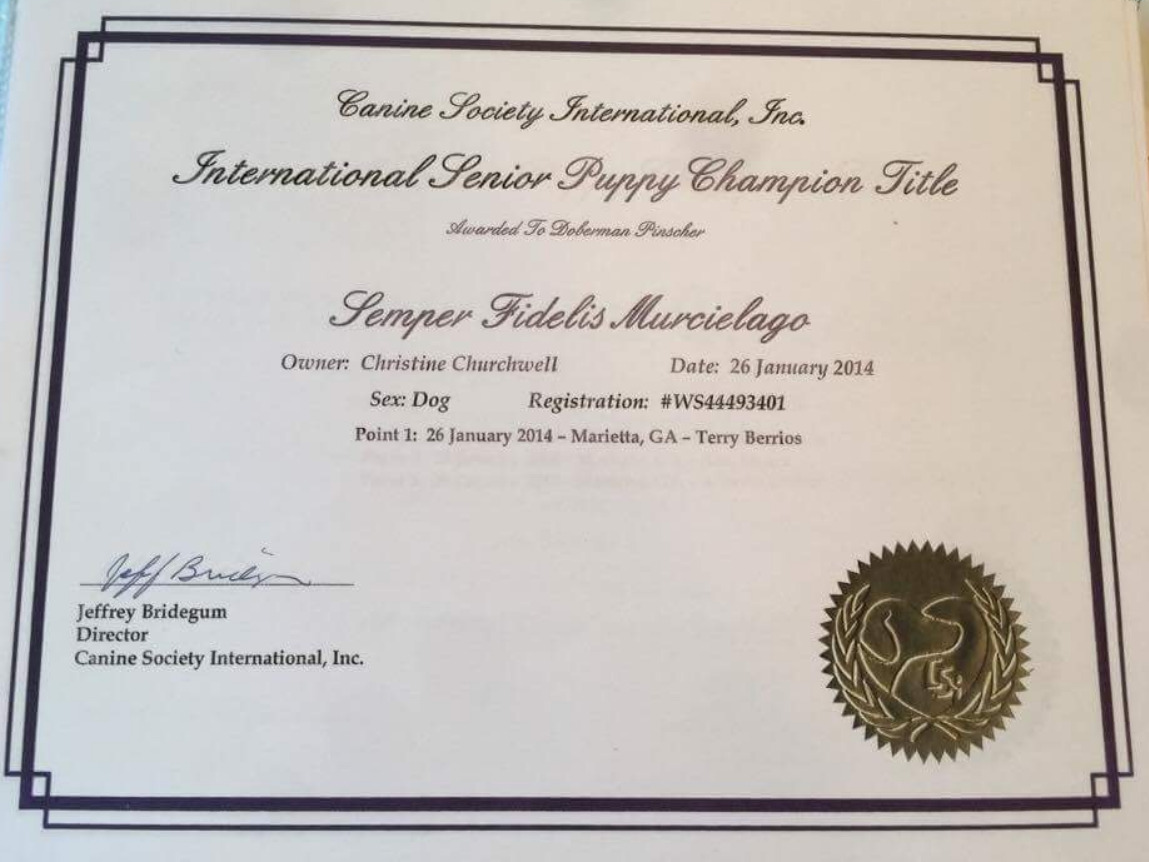 Canine Society International, Inc.
International Senior Puppy Champion Title
Awarded To Doberman Pinscher
Semper Fidelis Murcielago
Owner: Christine Churchwell Date: 26 January 2014
Sex: Dog Registration: #WS44493401
Point 1: 26 January 2014 – Marietta, GA – Terry Berrios
Jeff
Jeffrey Bridegum
Director
Canine Society International, Inc.
CSi